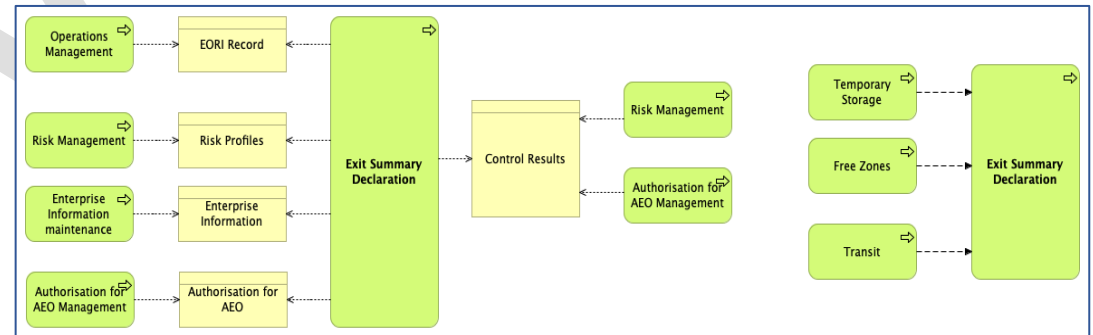 Operations
Management
EORI Record
Risk Management
Risk Profiles
Enterprise
Information
maintenance
Enterprise
Information
Authorisation for
AEO Management
Authorisation for
AEO
Exit Summary
Declaration
Control Results
Risk Management
Authorisation for
AEO Management
Temporary
Storage
Free Zones
Transit
Exit Summary
Declaration